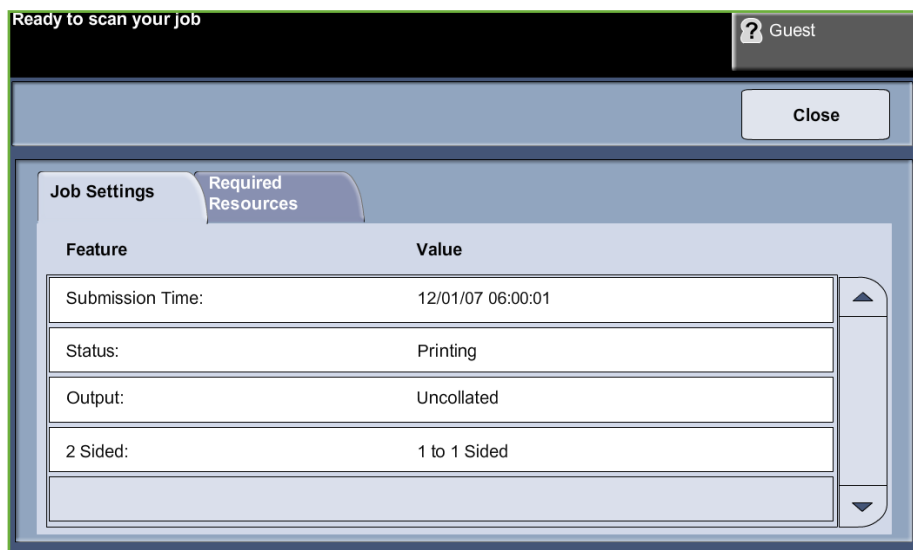 Ready to scan your job
Guest
Close
Job Settings
Required
Resources
Feature Value
Submission Time: 12/01/07 06:00:01
Status: Printing
Output: Uncollated
2 Sided: 1 to 1 Sided